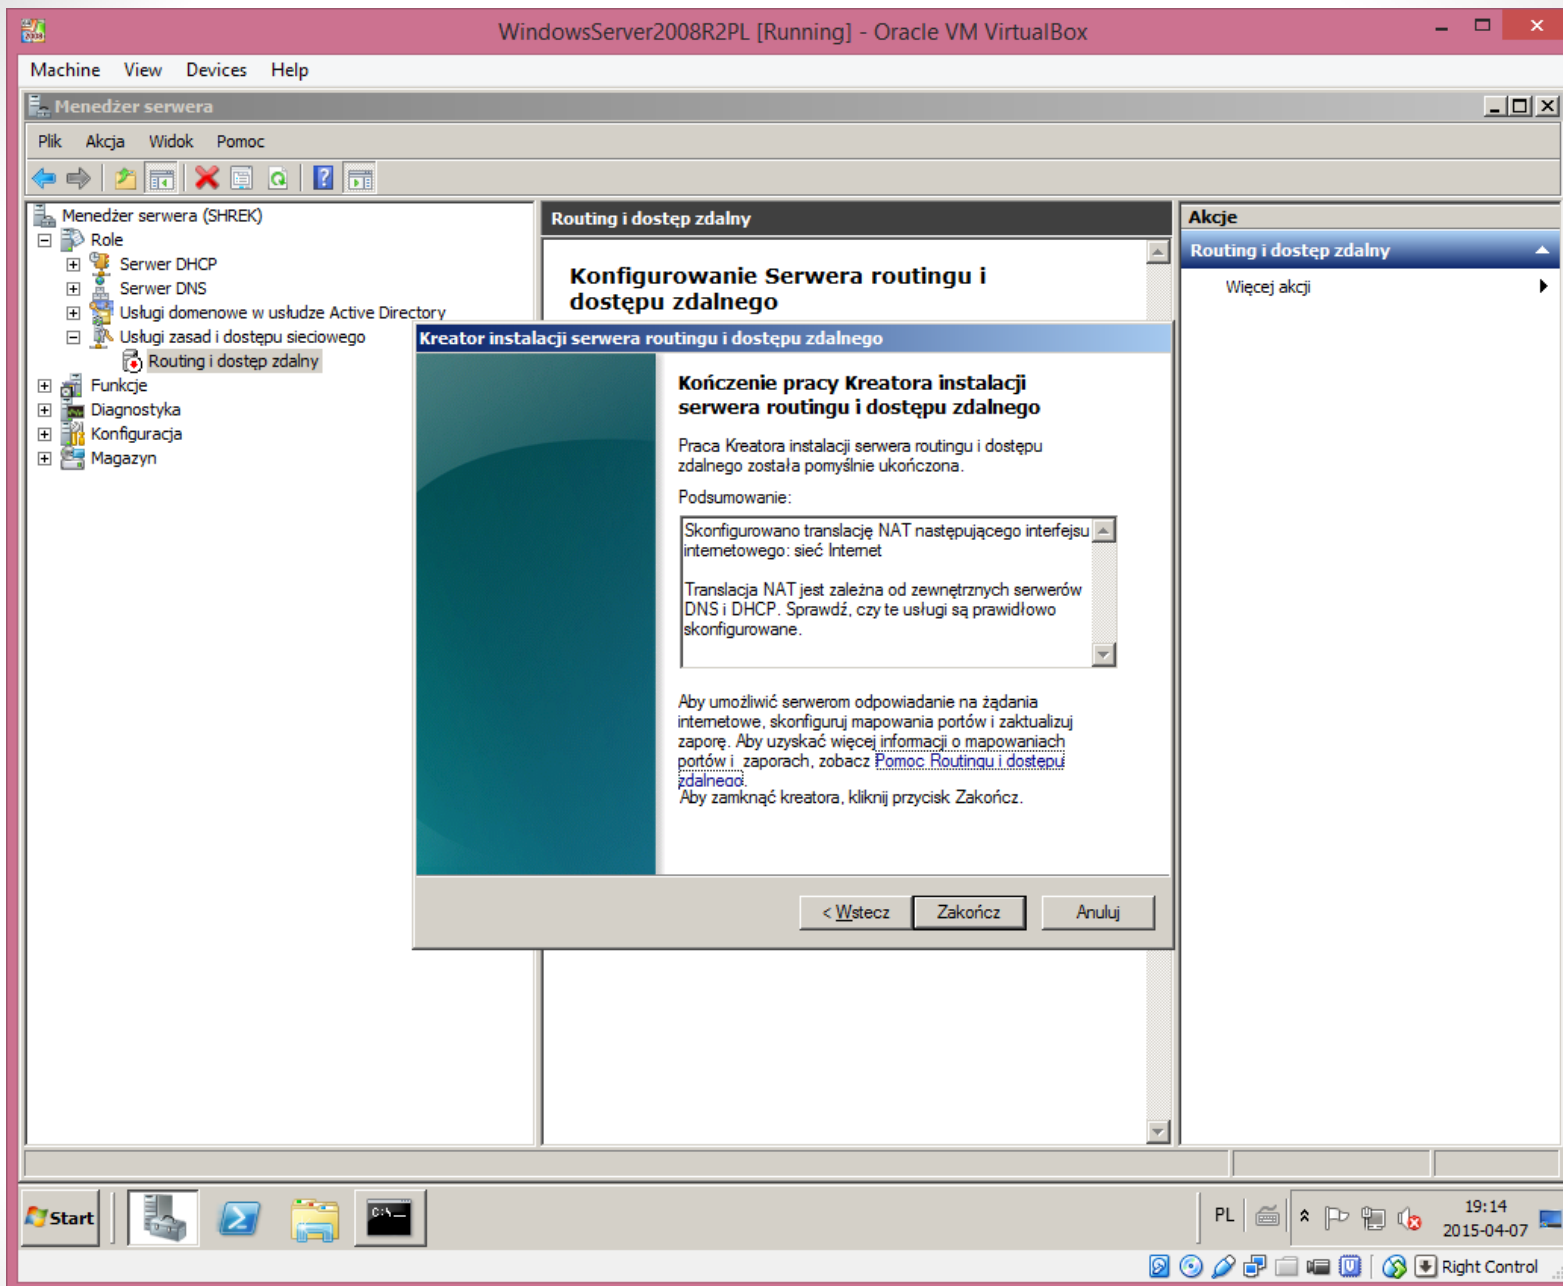 WindowsServer2008R2PL [Running] - Oracle VM VirtualBox
Machine View Devices Help
Menedżer serwera
Plik Akcja Widok Pomoc
Menedżer serwera (SHREK)
Role
Serwer DHCP
Serwer DNS
Usługi domenowe w usłudze Active Directory
Usługi zasad i dostępu sieciowego
Routing i dostęp zdalny
Funkcje
Diagnostyka
Konfiguracja
Magazyn
Routing i dostęp zdalny
Konfigurowanie Serwera routingu i
dostępu zdalnego
Kreator instalacji serwera routingu i dostępu zdalnego
Kończenie pracy Kreatora instalacji
serwera routingu i dostępu zdalnego
Praca Kreatora instalacji serwera routingu i dostępu
zdalnego została pomyślnie ukończona.
Podsumowanie:
Skonfigurowano translację NAT następującego interfejsu
internetowego: sieć Internet
Translacja NAT jest zależna od zewnętrznych serwerów
DNS i DHCP. Sprawdź, czy te usługi są prawidłowo
skonfigurowane.
Aby umożliwić serwerom odpowiadanie na żądania
internetowe, skonfiguruj mapowania portów i zaktualizuj
zaporę. Aby uzyskać więcej informacji o mapowaniach
portów i zaporach, zobacz Pomoc Routingu i dostępu
zdalnego.
Aby zamknąć kreatora, kliknij przycisk Zakończ.
< Wstecz Zakończ Anuluj
Akcje
Routing i dostęp zdalny
Więcej akcji
Start
C:\
PL
19:14
2015-04-07
Right Control